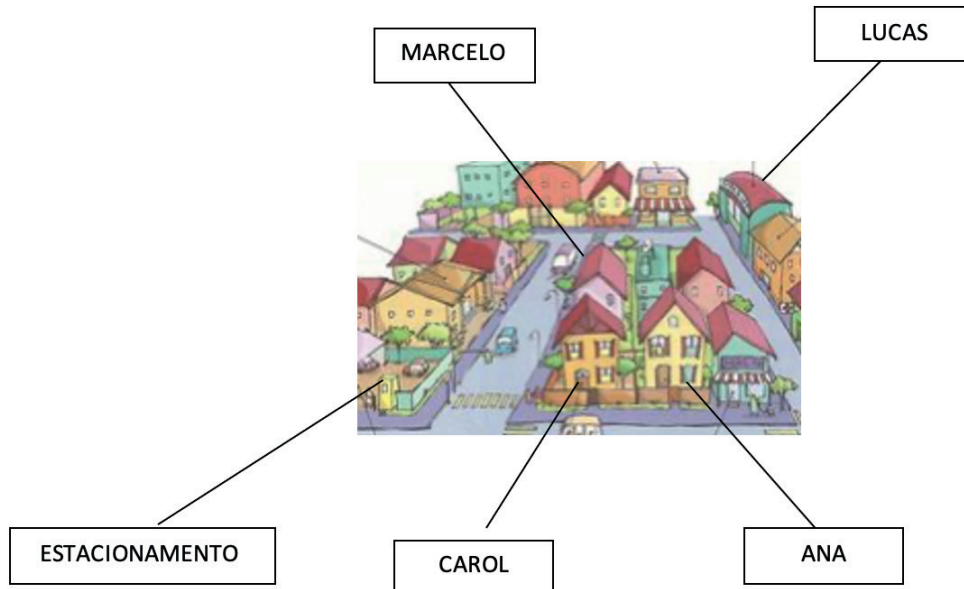 LUCAS
MARCELO
ESTACIONAMENTO
CAROL
ANA